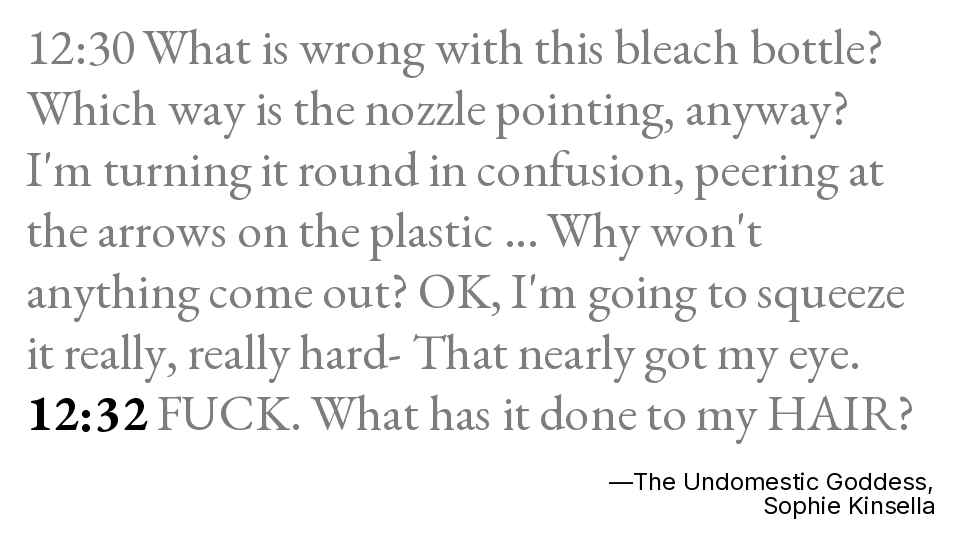 12:30 What is wrong with this bleach bottle?
Which way is the nozzle pointing, anyway?
I'm turning it round in confusion, peering at
the arrows on the plastic ... Why won't
anything come out? OK, I'm going to squeeze
it really, really hard- That nearly got my eye.
12:32 FUCK. What has it done to my HAIR?
—The Undomestic Goddess,
Sophie Kinsella